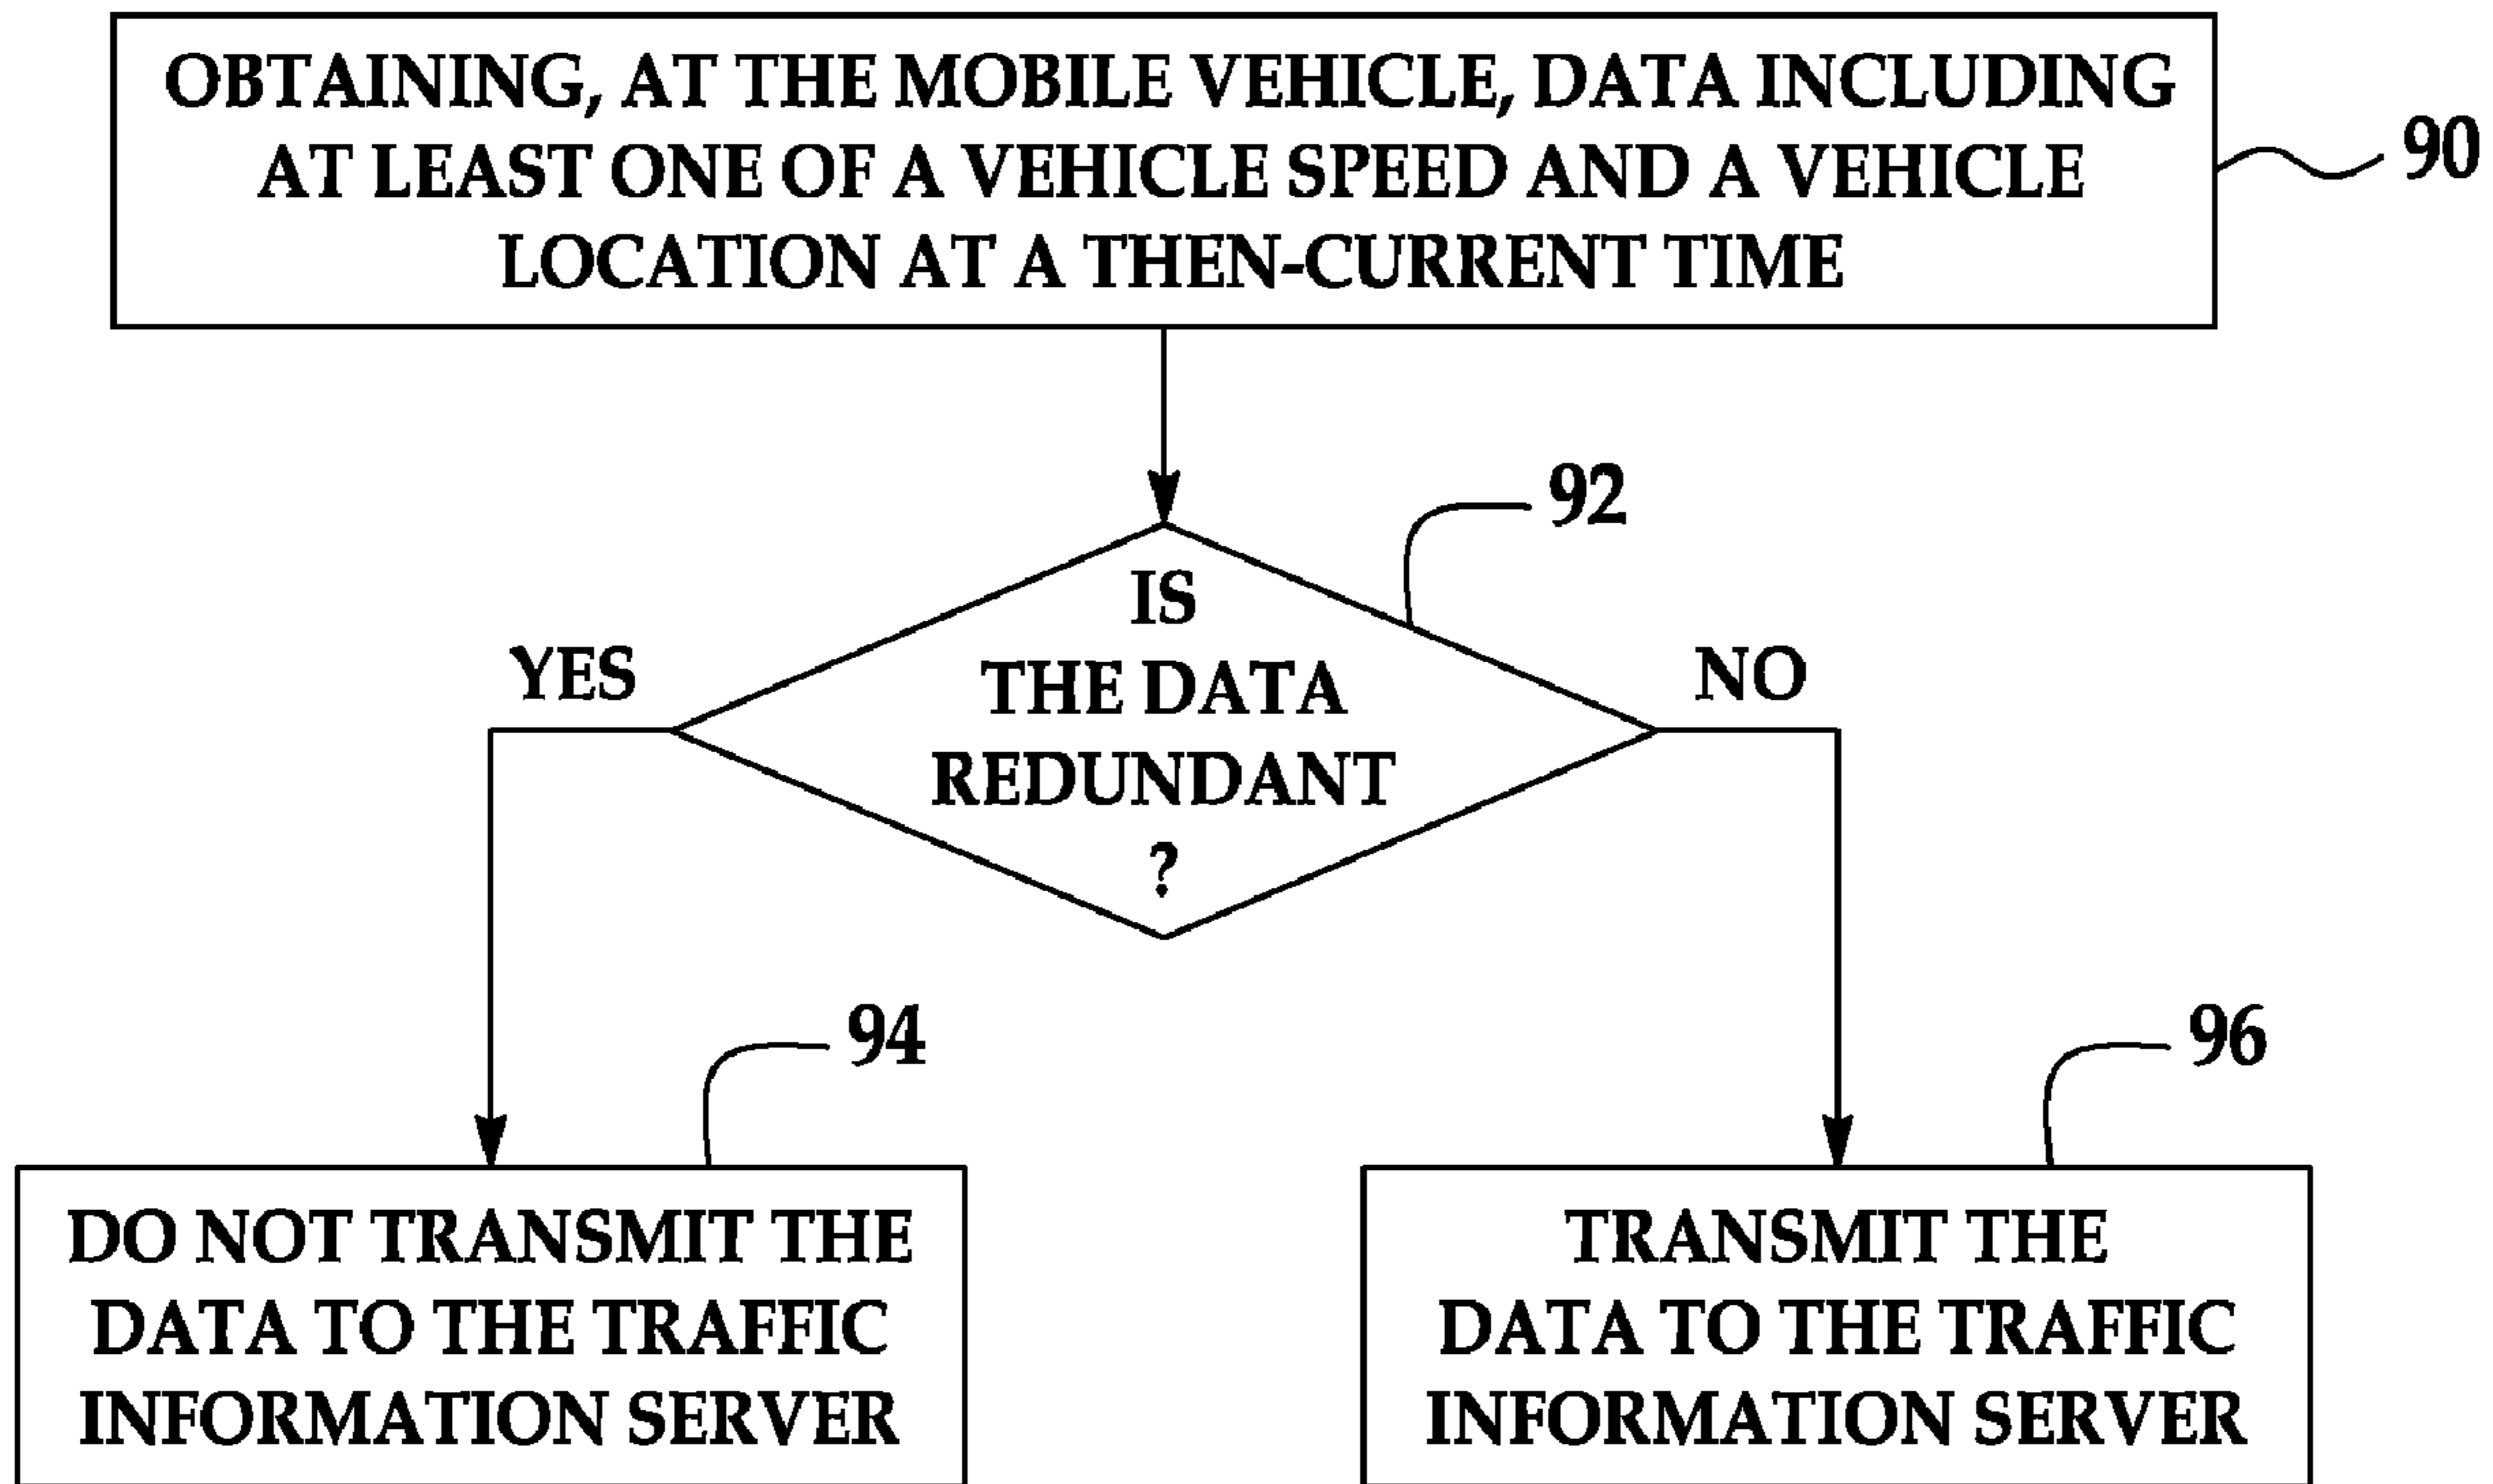 OBTAINING, AT THE MOBILE VEHICLE, DATA INCLUDING
AT LEAST ONE OF A VEHICLE SPEED AND A VEHICLE
LOCATION AT A THEN-CURRENT TIME
90
92
IS
THE DATA
REDUNDANT
?
YES
NO
94
96
DO NOT TRANSMIT THE
DATA TO THE TRAFFIC
INFORMATION SERVER
TRANSMIT THE
DATA TO THE TRAFFIC
INFORMATION SERVER